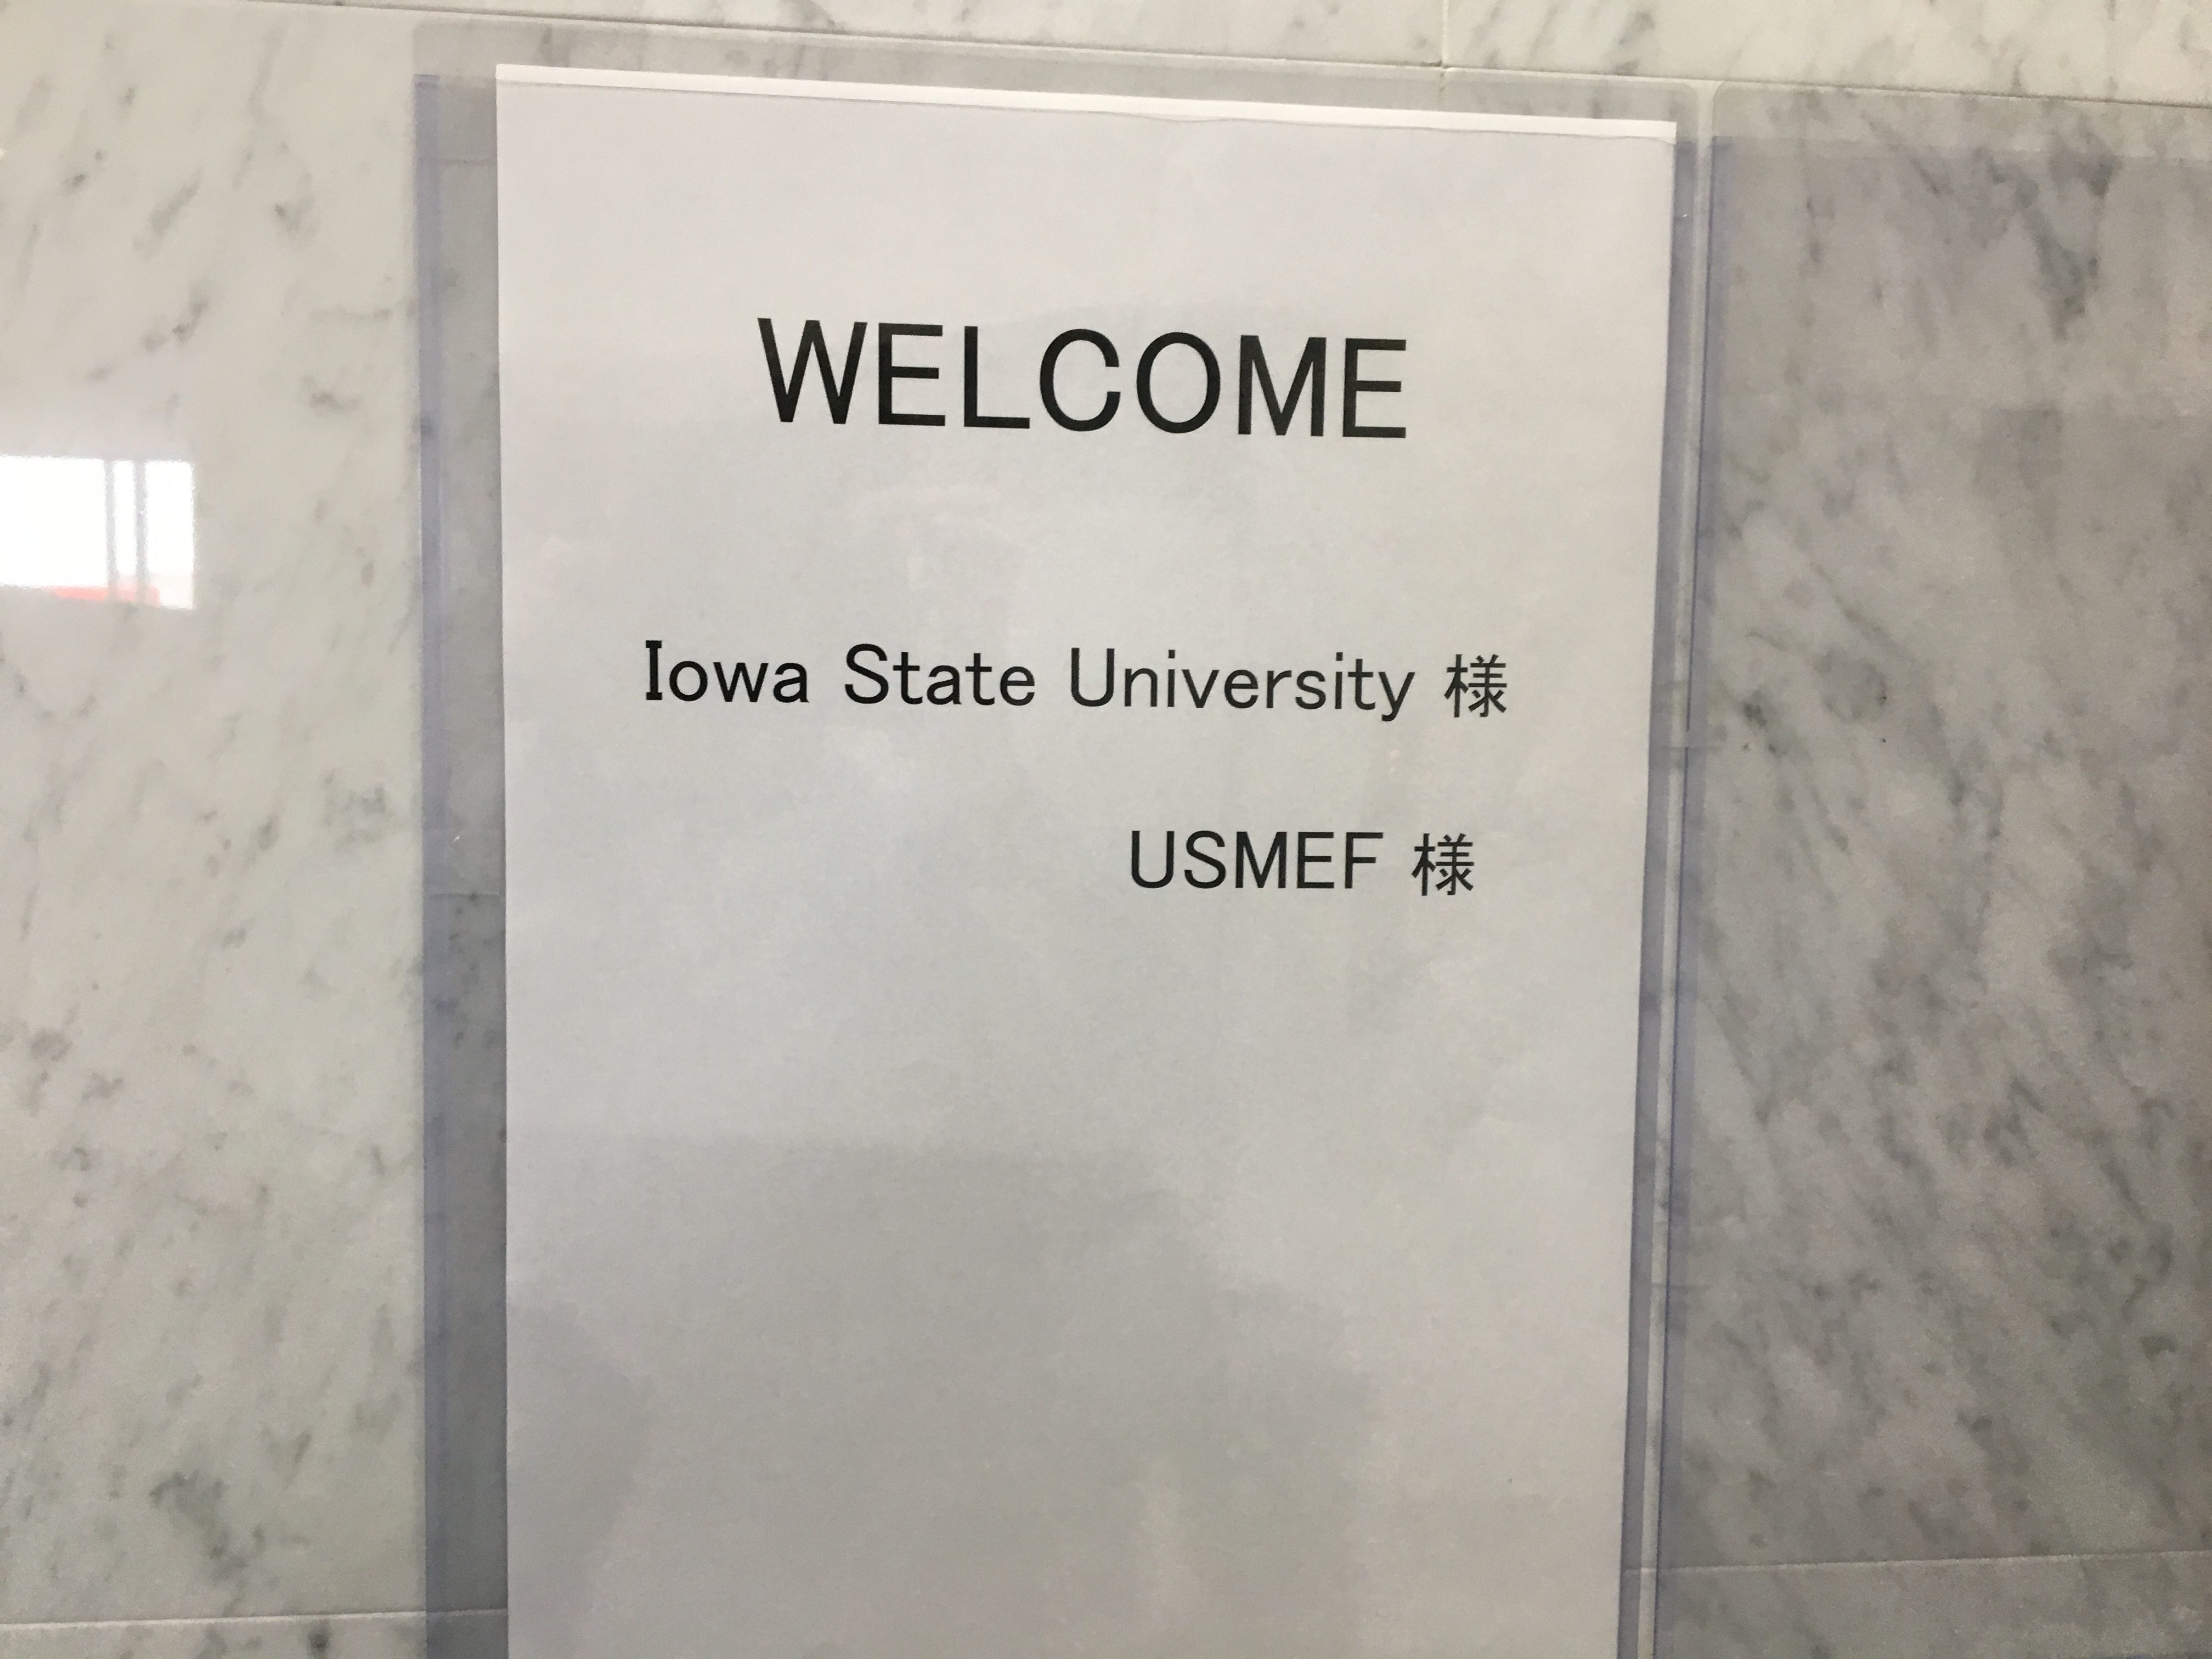 WELCOME
Iowa State University 様
USMEF 様